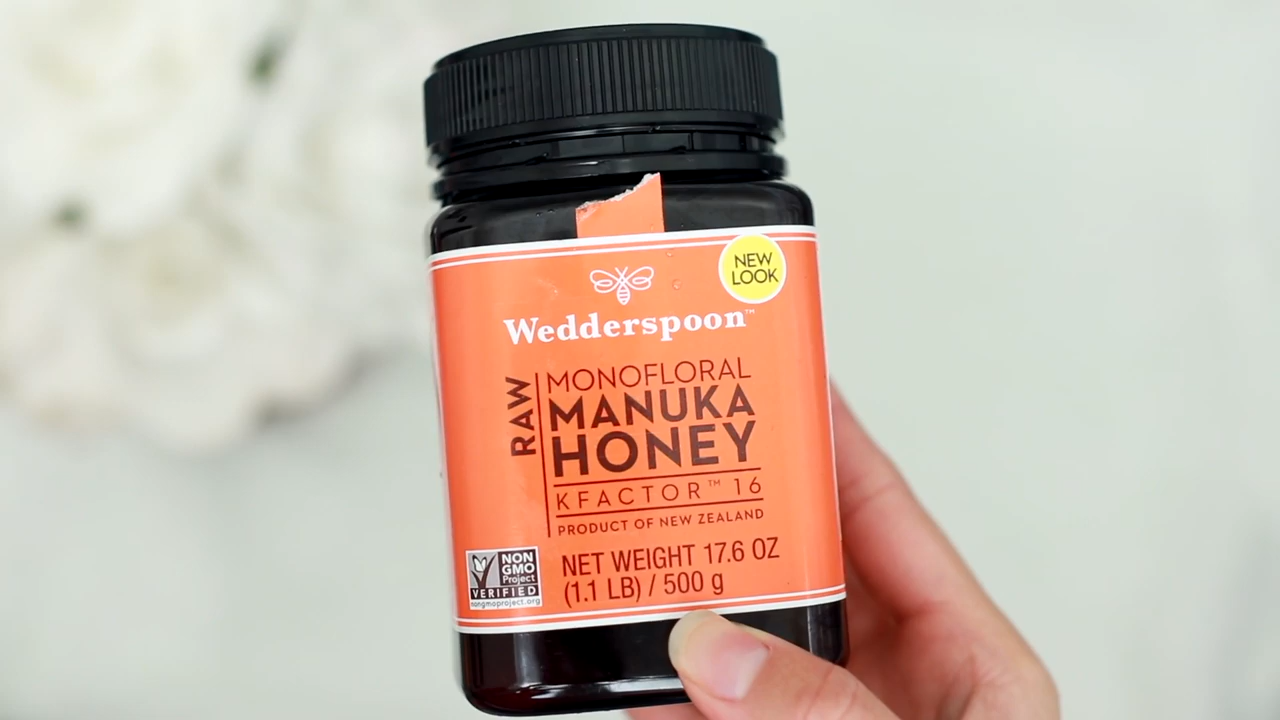 NEW
LOOK
Wedderspoon™
RAW
MONOFLORAL
MANUKA
HONEY
KFACTOR™ 16
PRODUCT OF NEW ZEALAND
NON
GMO
Project
VERIFIED
nongmoproject.org
NET WEIGHT 17.6 OZ
(1.1 LB) / 500 g